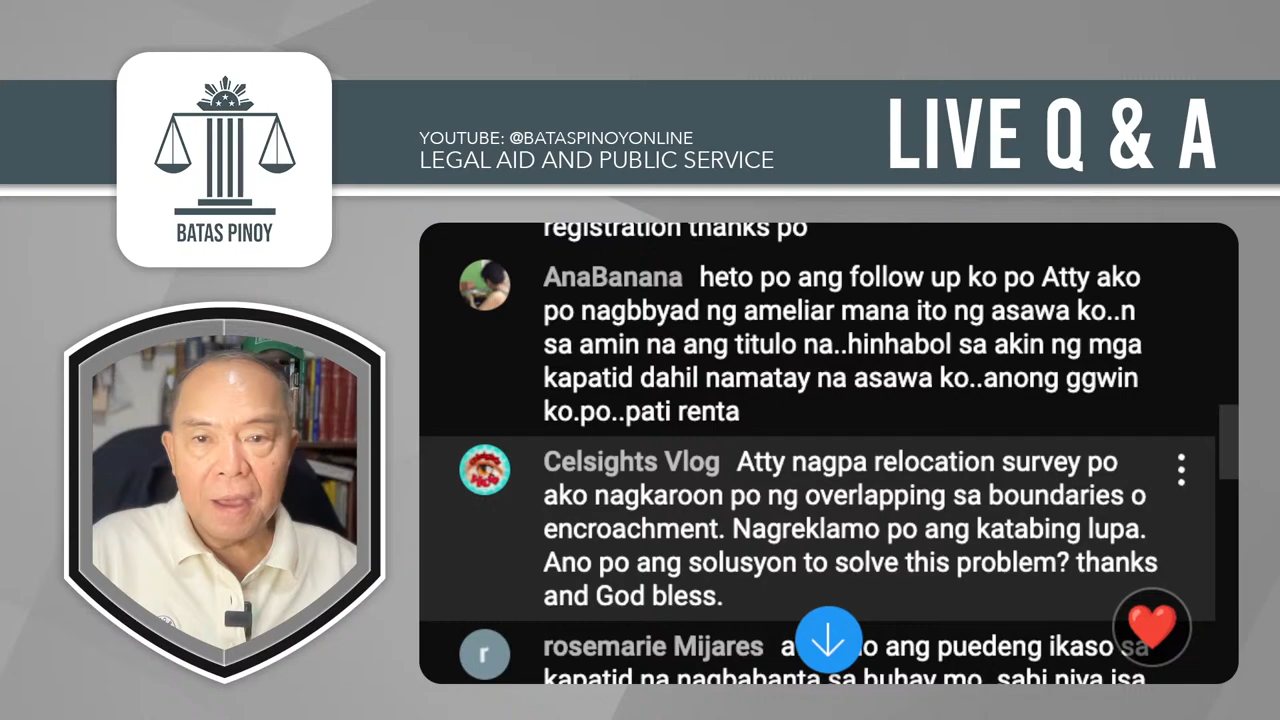 YOUTUBE: @BATASPINOYONLINE
LEGAL AID AND PUBLIC SERVICE
LIVE Q & A
BATAS PINOY
registration thanks po
AnaBanana heto po ang follow up ko po Atty ako
po nagbbyad ng ameliar mana ito ng asawa ko..n
sa amin na ang titulo na..hinhabol sa akin ng mga
kapatid dahil namatay na asawa ko..anong ggwin
ko.po..pati renta
Celsights Vlog Atty nagpa relocation survey po
ako nagkaroon po ng overlapping sa boundaries o
encroachment. Nagreklamo po ang katabing lupa.
Ano po ang solusyon to solve this problem? thanks
and God bless.
r
rosemarie Mijares ang puedeng ikaso sa
kapatid na nagbabanta sa buhay mo. sabi niya isa